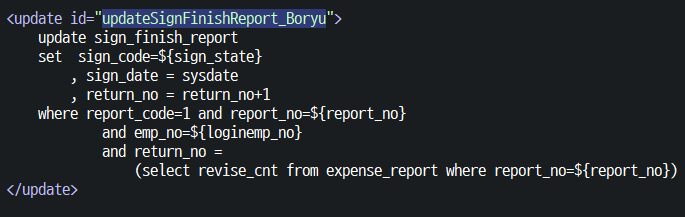 <update id="updateSignFinishReport_Boryu">
    update sign_finish_report
    set  sign_code=${sign_state}
        , sign_date = sysdate
        , return_no = return_no+1
    where report_code=1 and report_no=${report_no}
            and emp_no=${loginemp_no}
            and return_no =
                (select revise_cnt from expense_report where report_no=${report_no})
</update>